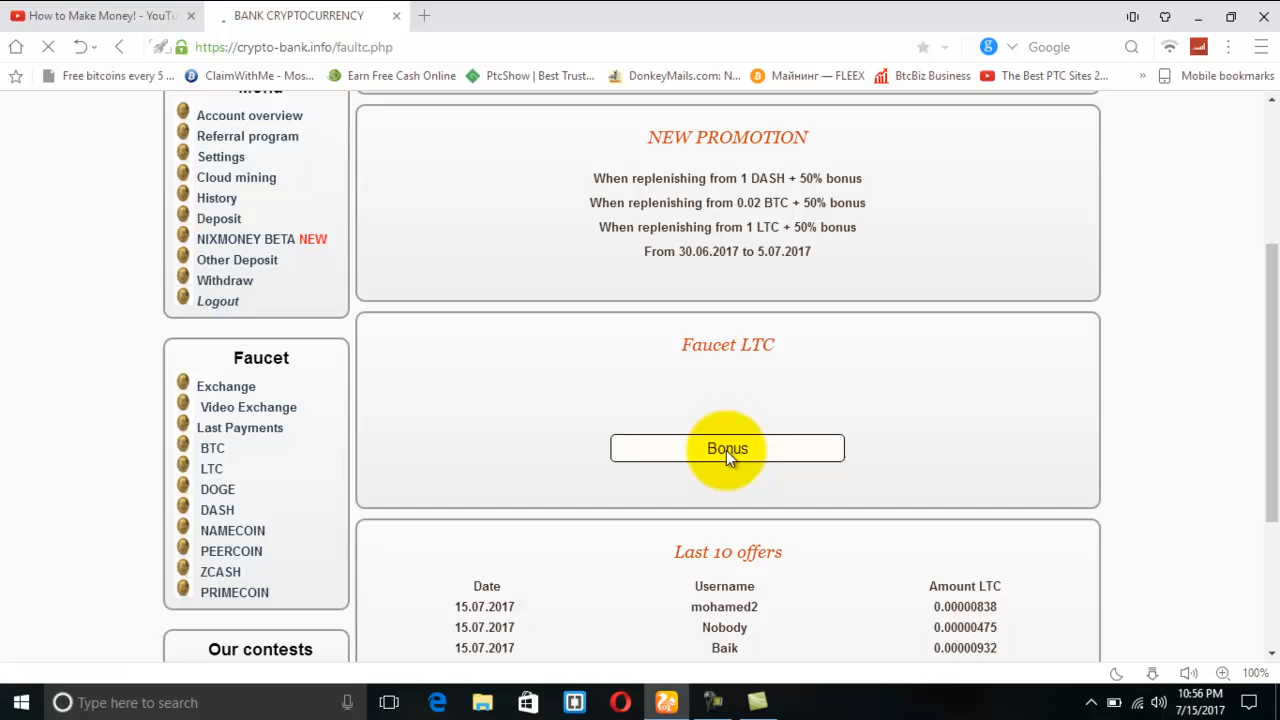 How to Make Money! - YouTu
BANK CRYPTOCURRENCY
https://crypto-bank.info/faultc.php
Google
Free bitcoins every 5 ...
ClaimWithMe - Mos...
Earn Free Cash Online
PtcShow | Best Trust...
DonkeyMails.com: N...
Майнинг — FLEEX
BtcBiz Business
The Best PTC Sites 2...
Mobile bookmarks
Menu
Account overview
Referral program
Settings
Cloud mining
History
Deposit
NIXMONEY BETA NEW
Other Deposit
Withdraw
Logout
Faucet
Exchange
Video Exchange
Last Payments
BTC
LTC
DOGE
DASH
NAMECOIN
PEERCOIN
ZCASH
PRIMECOIN
Our contests
NEW PROMOTION
When replenishing from 1 DASH + 50% bonus
When replenishing from 0.02 BTC + 50% bonus
When replenishing from 1 LTC + 50% bonus
From 30.06.2017 to 5.07.2017
Faucet LTC
Bonus
Last 10 offers
Date Username Amount LTC
15.07.2017 mohamed2 0.00000838
15.07.2017 Nobody 0.00000475
15.07.2017 Baik 0.00000932
100%
Type here to search
10:56 PM
7/15/2017